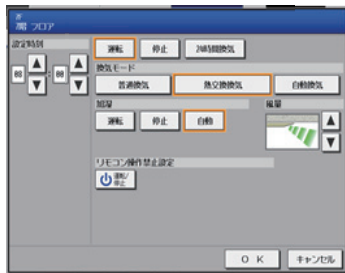 階 フロア
設定時刻
運転 停止 24時間換気
00 : 00
換気モード
普通換気 熱交換換気 自動換気
加湿 風量
運転 停止 自動
リモコン操作禁止設定
運転/停止
OK キャンセル